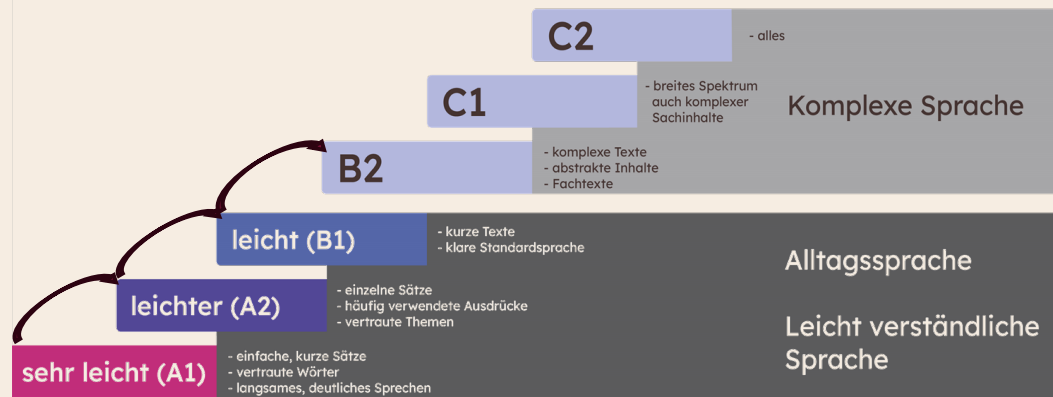 C2
- alles
C1
- breites Spektrum
auch komplexer
Sachinhalte
Komplexe Sprache
B2
- komplexe Texte
- abstrakte Inhalte
- Fachtexte
leicht (B1)
- kurze Texte
- klare Standardsprache
Alltagssprache
leichter (A2)
- einzelne Sätze
- häufig verwendete Ausdrücke
- vertraute Themen
Leicht verständliche
Sprache
sehr leicht (A1)
- einfache, kurze Sätze
- vertraute Wörter
- langsames, deutliches Sprechen